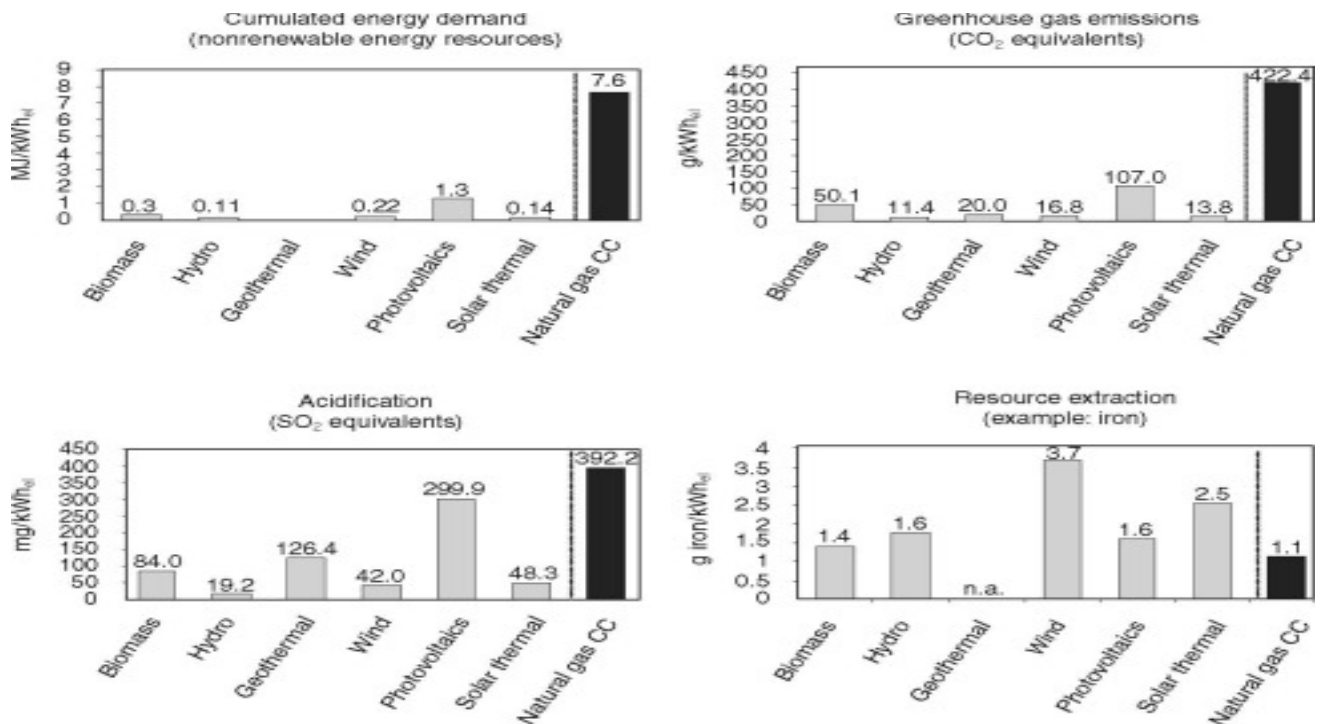 Cumulated energy demand
(nonrenewable energy resources)
MJ/kWhel
9
8
7
6
5
4
3
2
1
0
0.3
0.11
0.22
1.3
0.14
7.6
Biomass
Hydro
Geothermal
Wind
Photovoltaics
Solar thermal
Natural gas CC
Greenhouse gas emissions
(CO₂ equivalents)
g/kWhel
450
400
350
300
250
200
150
100
50
0
50.1
11.4
20.0
16.8
107.0
13.8
422.4
Biomass
Hydro
Geothermal
Wind
Photovoltaics
Solar thermal
Natural gas CC
Acidification
(SO₂ equivalents)
mg/kWhel
450
400
350
300
250
200
150
100
50
0
84.0
19.2
126.4
42.0
299.9
48.3
392.2
Biomass
Hydro
Geothermal
Wind
Photovoltaics
Solar thermal
Natural gas CC
Resource extraction
(example: iron)
g iron/kWhel
4
3.5
3
2.5
2
1.5
1
0.5
0
1.4
1.6
n.a.
3.7
1.6
2.5
1.1
Biomass
Hydro
Geothermal
Wind
Photovoltaics
Solar thermal
Natural gas CC